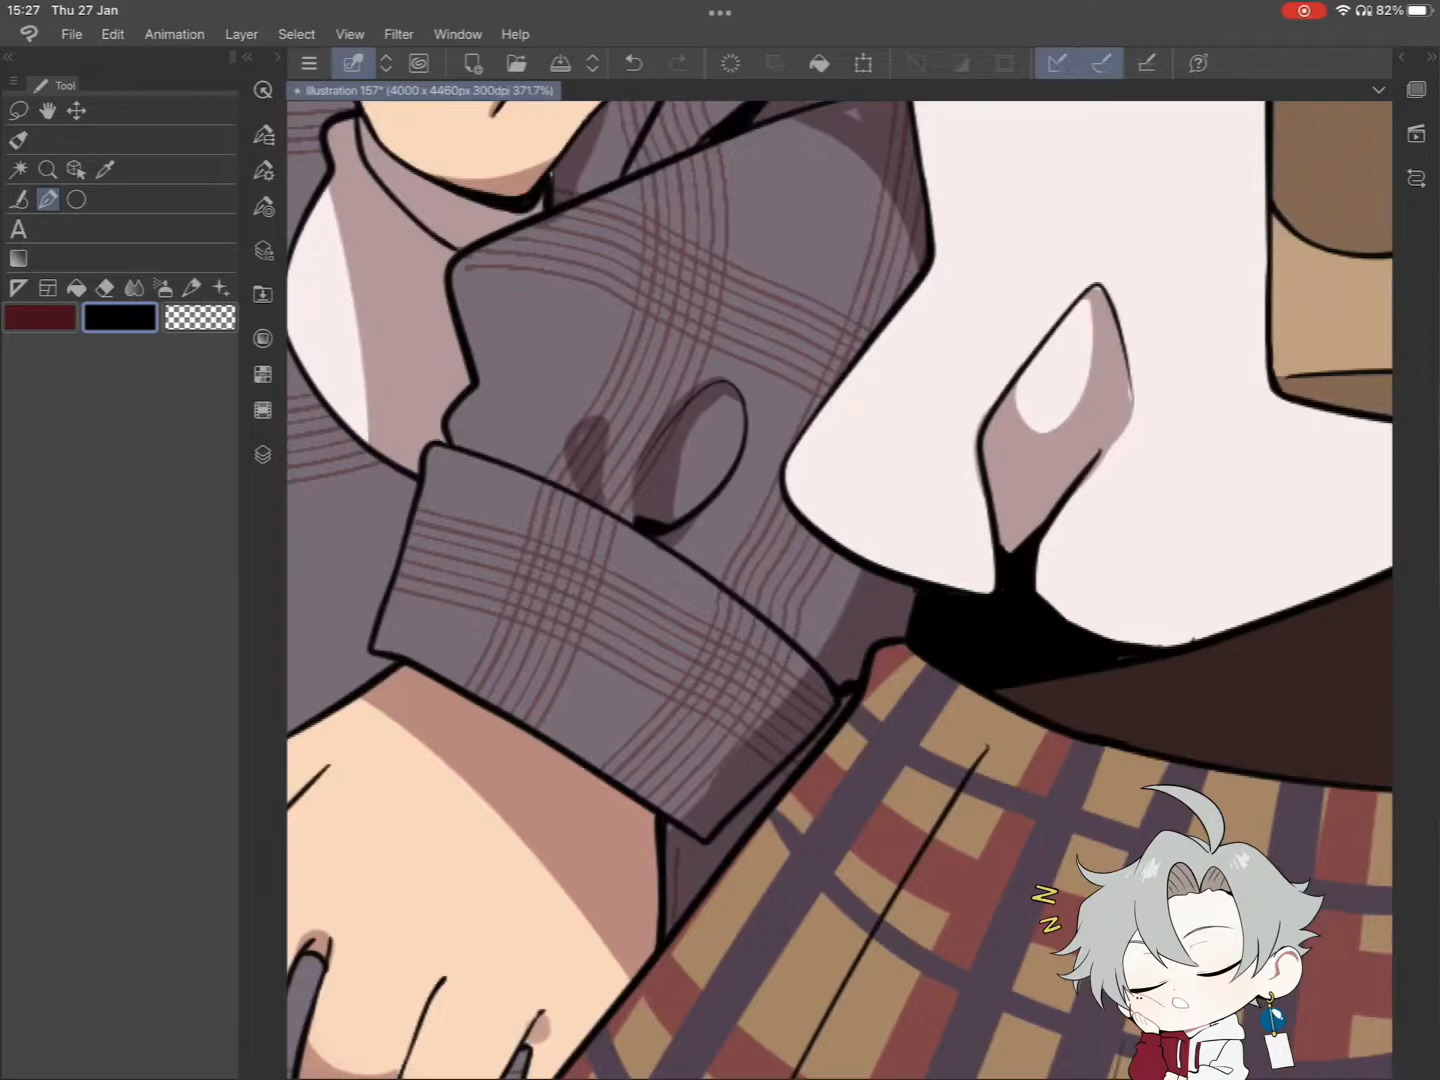 15:27 Thu 27 Jan
82%
File Edit Animation Layer Select View Filter Window Help
Tool
Illustration 157* (4000 x 4460px 300dpi 371.7%)
A
Z
Z